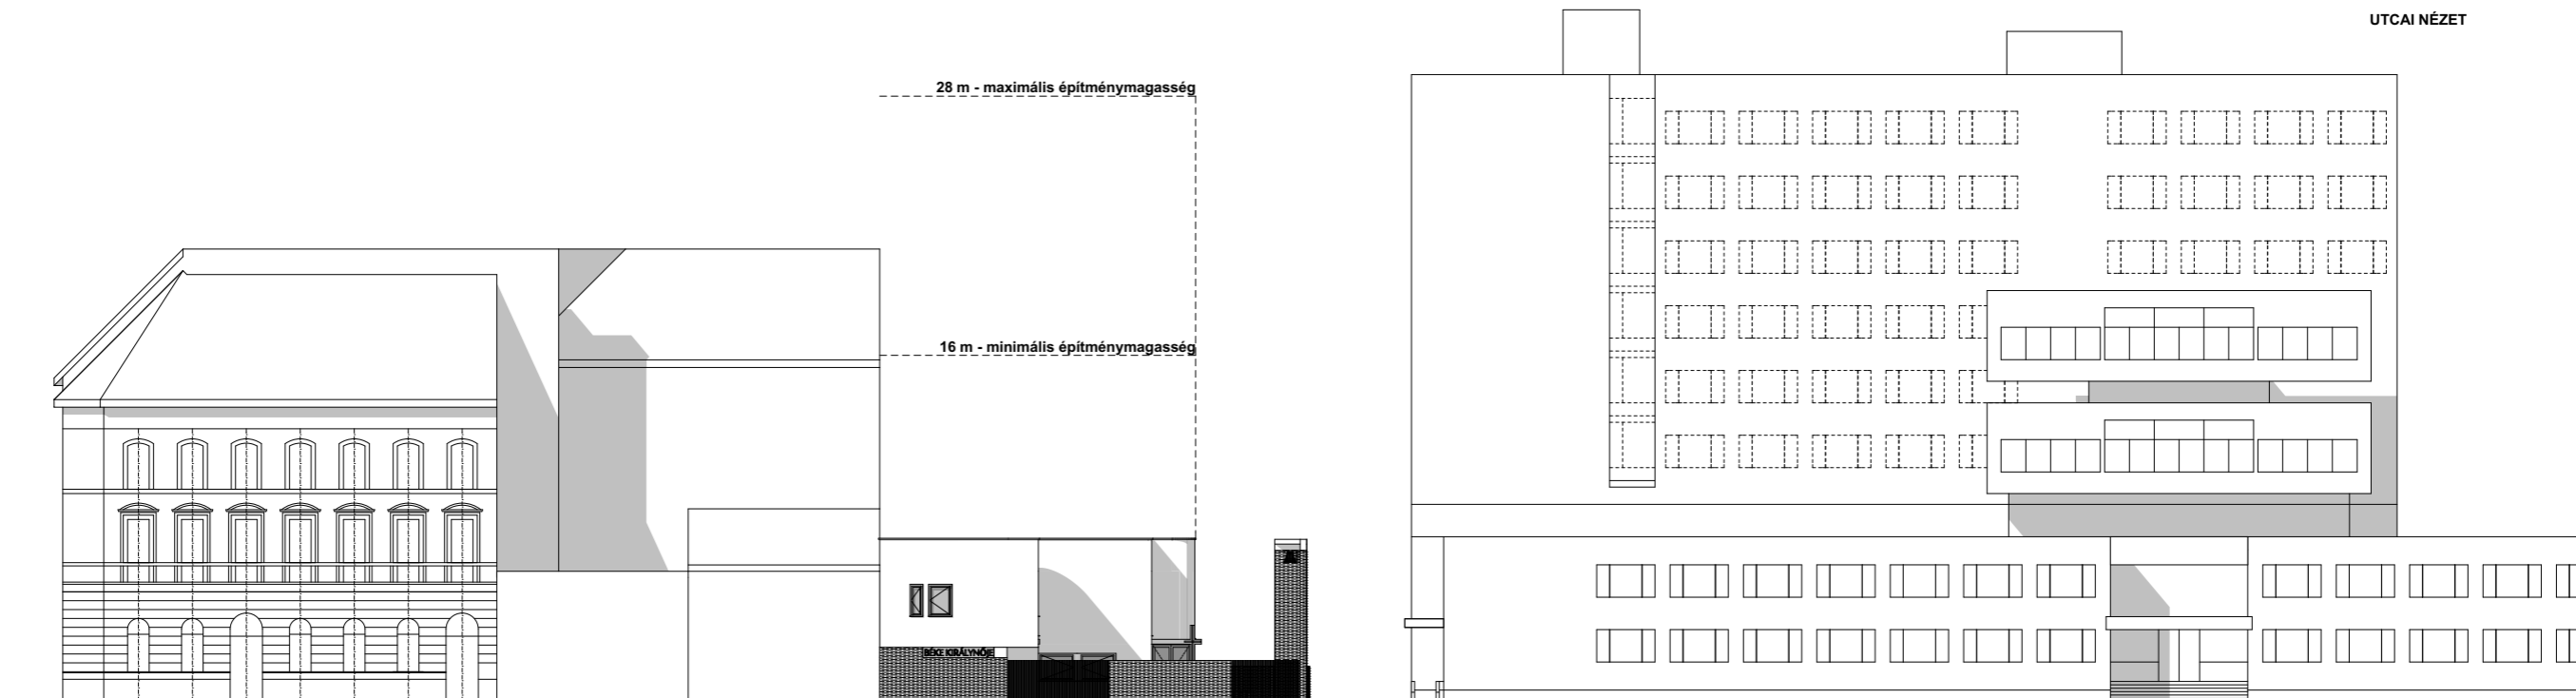 UTCAI NÉZET
28 m - maximális építménymagasség
16 m - minimális építménymagasség
BÉKE KIRÁLYNŐJE